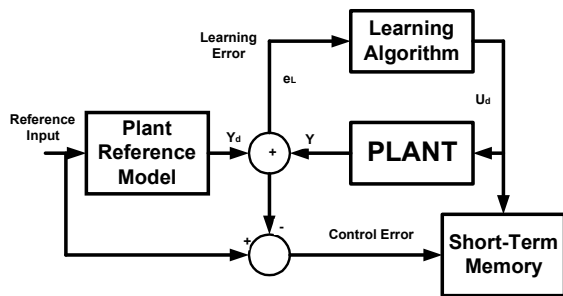 Learning
Error
Learning
Algorithm
eL
Ud
Reference
Input
Plant
Reference
Model
Yd
+
Y
PLANT
-
+
Control Error
Short-Term
Memory